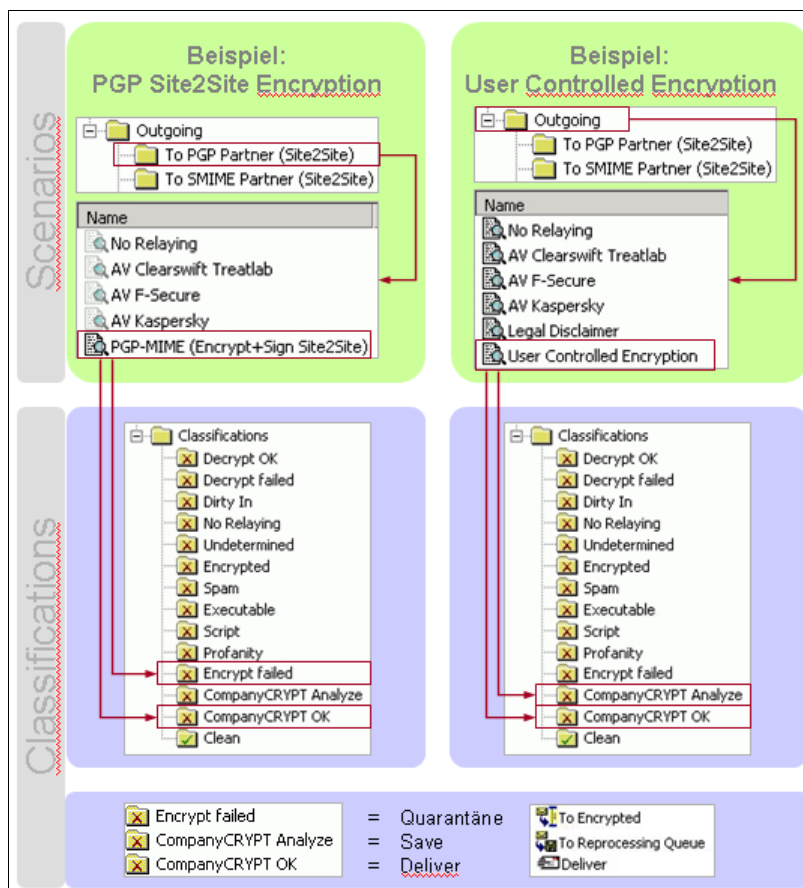 Scenarios
Beispiel:
PGP Site2Site Encryption
Outgoing
To PGP Partner (Site2Site)
To SMIME Partner (Site2Site)
Name
No Relaying
AV Clearswift Treatlab
AV F-Secure
AV Kaspersky
PGP-MIME (Encrypt+Sign Site2Site)
Beispiel:
User Controlled Encryption
Outgoing
To PGP Partner (Site2Site)
To SMIME Partner (Site2Site)
Name
No Relaying
AV Clearswift Treatlab
AV F-Secure
AV Kaspersky
Legal Disclaimer
User Controlled Encryption
Classifications
Classifications
Decrypt OK
Decrypt failed
Dirty In
No Relaying
Undetermined
Encrypted
Spam
Executable
Script
Profanity
Encrypt failed
CompanyCRYPT Analyze
CompanyCRYPT OK
Clean
Classifications
Decrypt OK
Decrypt failed
Dirty In
No Relaying
Undetermined
Encrypted
Spam
Executable
Script
Profanity
Encrypt failed
CompanyCRYPT Analyze
CompanyCRYPT OK
Clean
Encrypt failed = Quarantäne To Encrypted
CompanyCRYPT Analyze = Save To Reprocessing Queue
CompanyCRYPT OK = Deliver Deliver